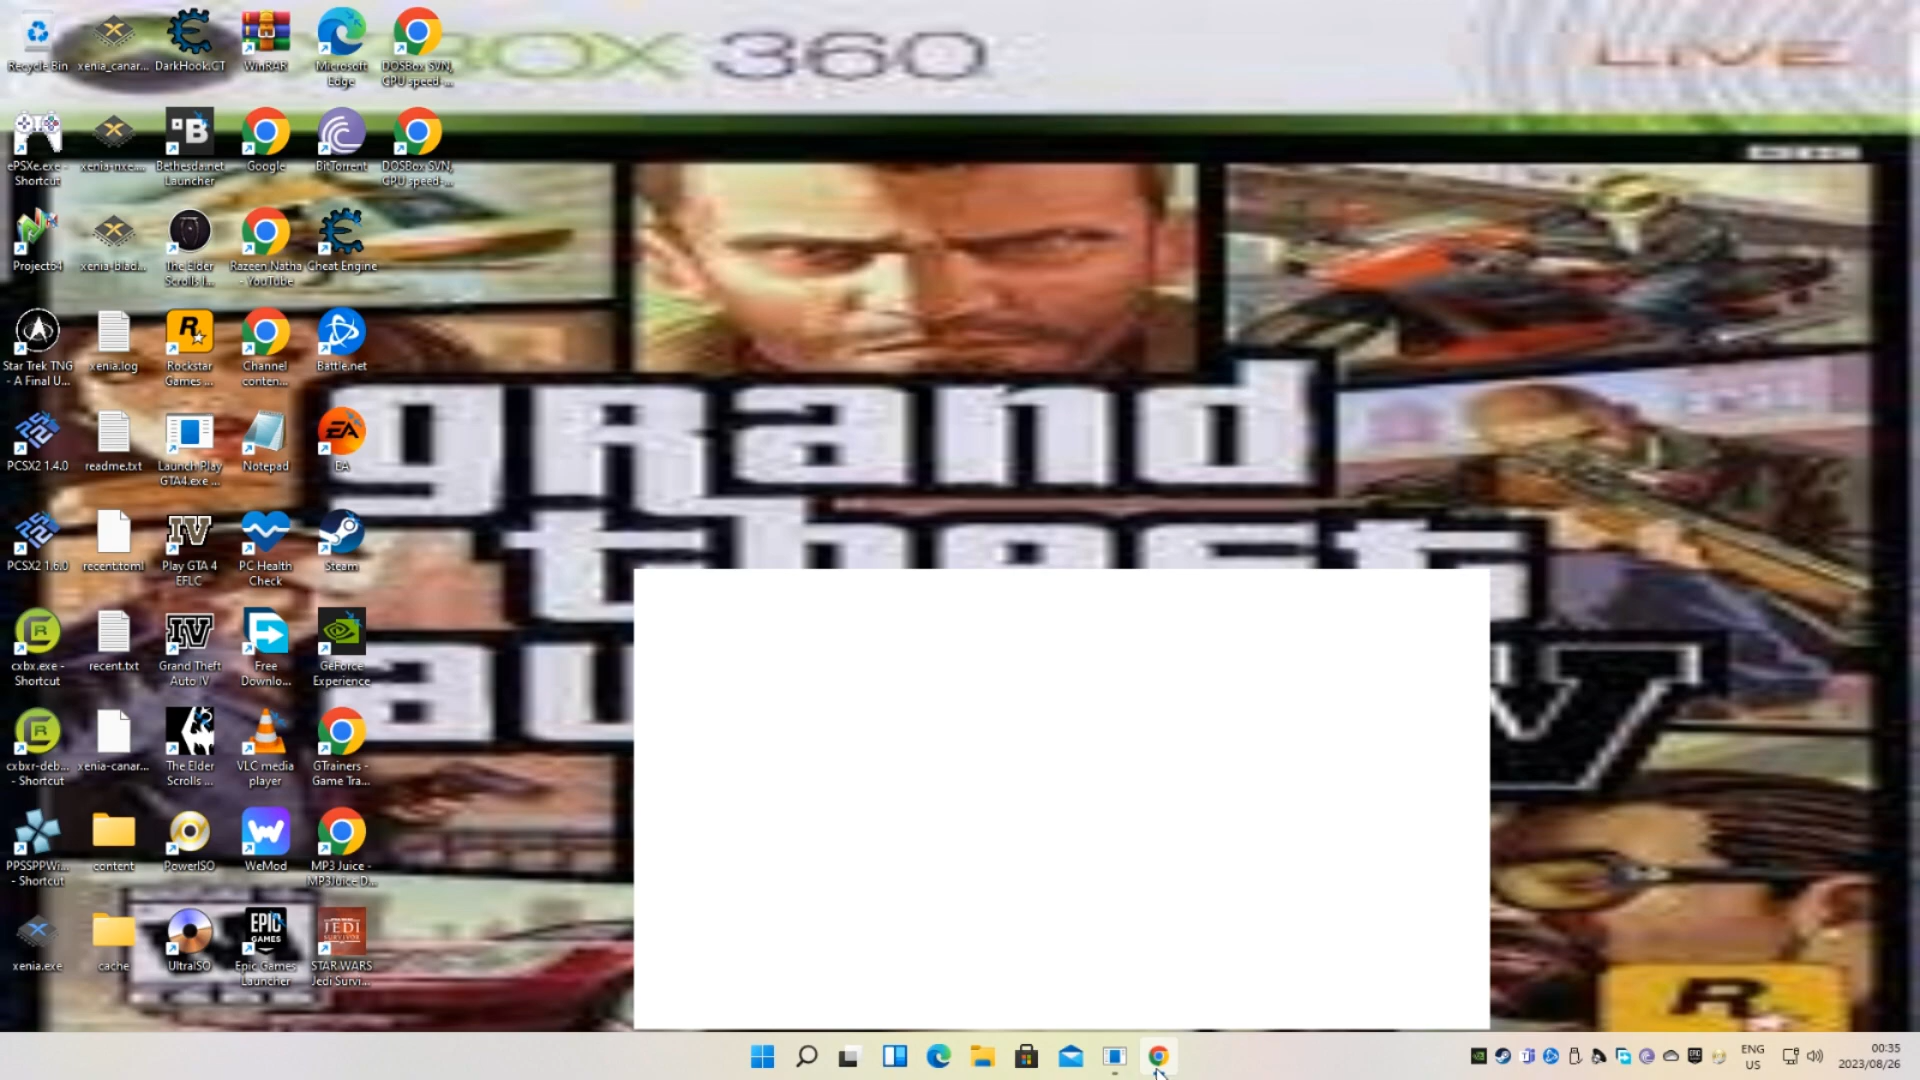 XBOX 360
LIVE
Recycle Bin
xenia_canar...
DarkHook.CT
WinRAR
Microsoft
Edge
DOSBox SVN,
CPU speed-...
ePSXe.exe -
Shortcut
xenia-nxe...
Bethesda.net
Launcher
Google
BitTorrent
DOSBox SVN,
CPU speed-...
Project64
xenia-blad...
The Elder
Scrolls I...
Razeen Natha
- YouTube
Cheat Engine
Star Trek TNG
- A Final U...
xenia.log
Rockstar
Games ...
Channel
conten...
Battle.net
PCSX2 1.4.0
readme.txt
Launch Play
GTA4.exe ...
Notepad
EA
PCSX2 1.6.0
recent.toml
Play GTA 4
EFLC
PC Health
Check
Steam
cxbx.exe -
Shortcut
recent.txt
Grand Theft
Auto IV
Free
Downlo...
GeForce
Experience
cxbxr-deb...
- Shortcut
xenia-canar...
The Elder
Scrolls ...
VLC media
player
GTrainers -
Game Tra...
PPSSPPWi...
- Shortcut
content
PowerISO
WeMod
MP3 Juice -
MP3Juice D...
xenia.exe
cache
UltraISO
Epic Games
Launcher
STAR WARS
Jedi Survi...
grand
theft
au
V
ENG
US
00:35
2023/08/26